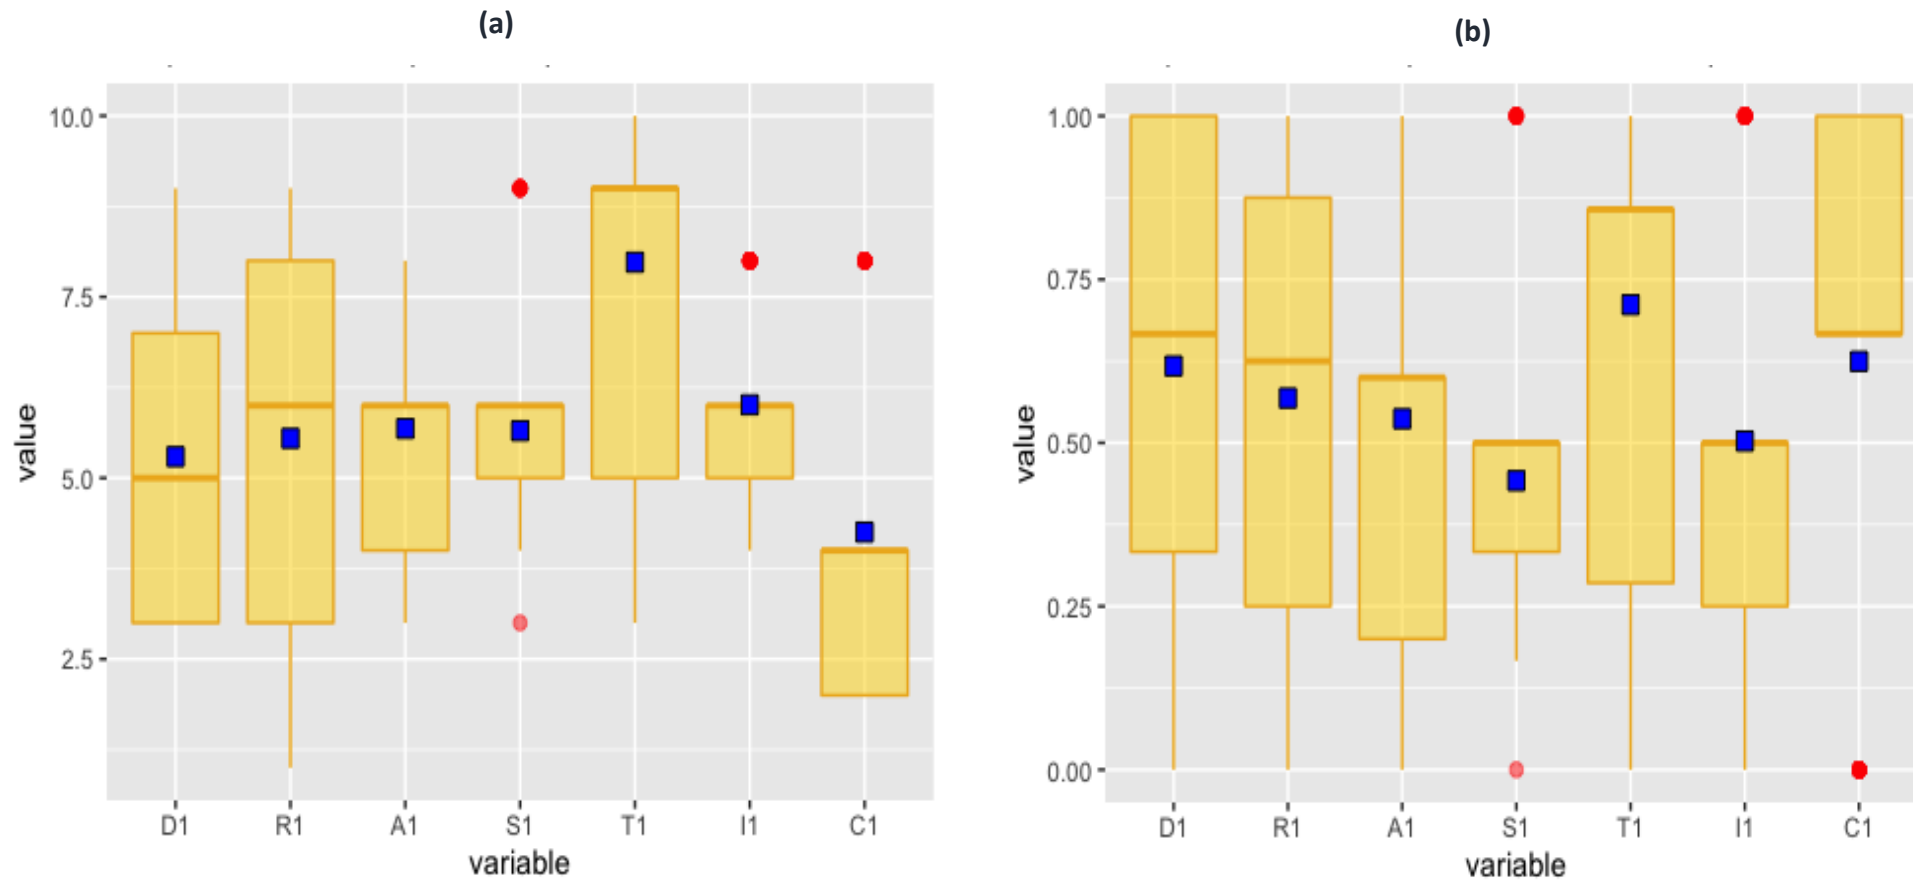 (a)
10.0
7.5
5.0
2.5
value
D1 R1 A1 S1 T1 I1 C1
variable
(b)
1.00
0.75
0.50
0.25
0.00
value
D1 R1 A1 S1 T1 I1 C1
variable